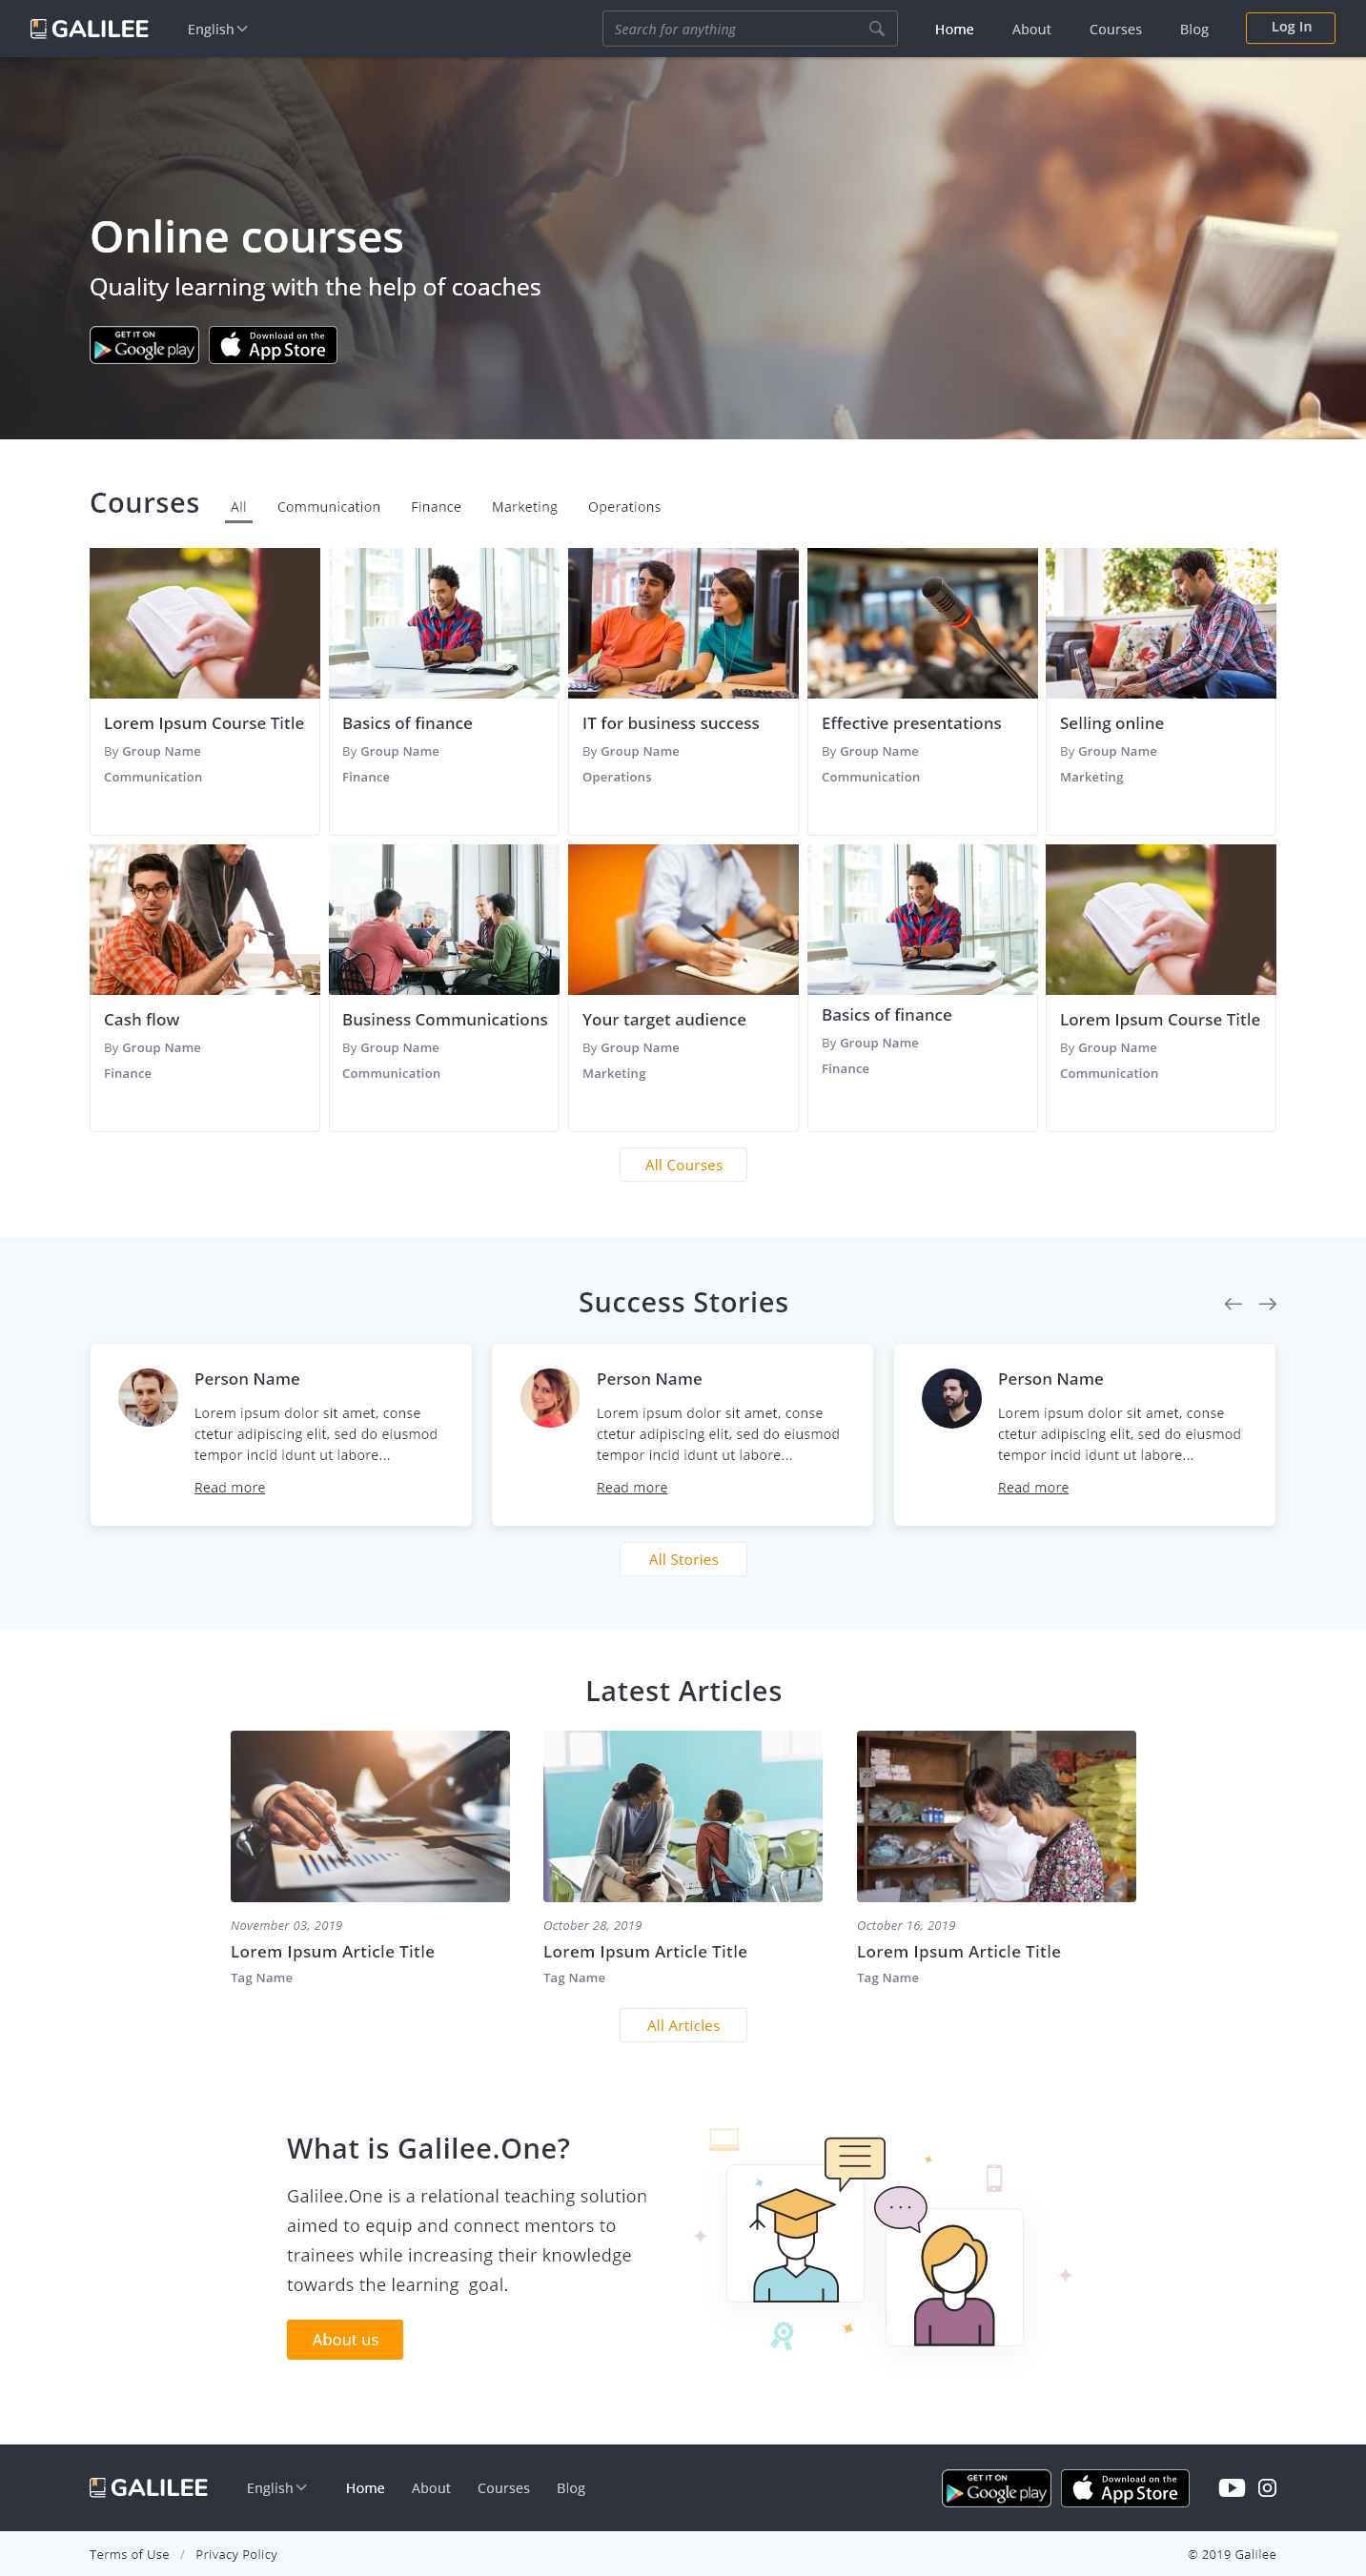 GALILEE English Search for anything Home About Courses Blog Log In
Online courses
Quality learning with the help of coaches
GET IT ON Google play Download on the App Store
Courses All Communication Finance Marketing Operations
Lorem Ipsum Course Title
By Group Name
Communication
Basics of finance
By Group Name
Finance
IT for business success
By Group Name
Operations
Effective presentations
By Group Name
Communication
Selling online
By Group Name
Marketing
Cash flow
By Group Name
Finance
Business Communications
By Group Name
Communication
Your target audience
By Group Name
Marketing
Basics of finance
By Group Name
Finance
Lorem Ipsum Course Title
By Group Name
Communication
All Courses
Success Stories
Person Name
Lorem ipsum dolor sit amet, conse
ctetur adipiscing elit, sed do eiusmod
tempor incid idunt ut labore...
Read more
Person Name
Lorem ipsum dolor sit amet, conse
ctetur adipiscing elit, sed do eiusmod
tempor incid idunt ut labore...
Read more
Person Name
Lorem ipsum dolor sit amet, conse
ctetur adipiscing elit, sed do eiusmod
tempor incid idunt ut labore...
Read more
All Stories
Latest Articles
November 03, 2019
Lorem Ipsum Article Title
Tag Name
October 28, 2019
Lorem Ipsum Article Title
Tag Name
October 16, 2019
Lorem Ipsum Article Title
Tag Name
All Articles
What is Galilee.One?
Galilee.One is a relational teaching solution
aimed to equip and connect mentors to
trainees while increasing their knowledge
towards the learning goal.
About us
GALILEE English Home About Courses Blog GET IT ON Google play Download on the App Store
Terms of Use / Privacy Policy © 2019 Galilee